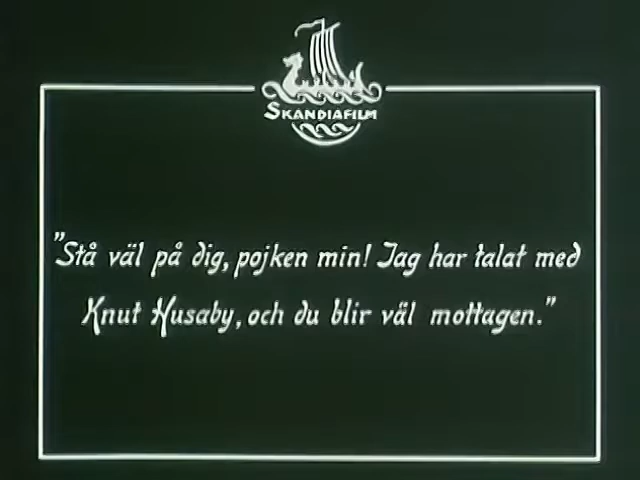 SKANDIAFILM
"Stå väl på dig, pojken min! Jag har talat med
Knut Husaby, och du blir väl mottagen."